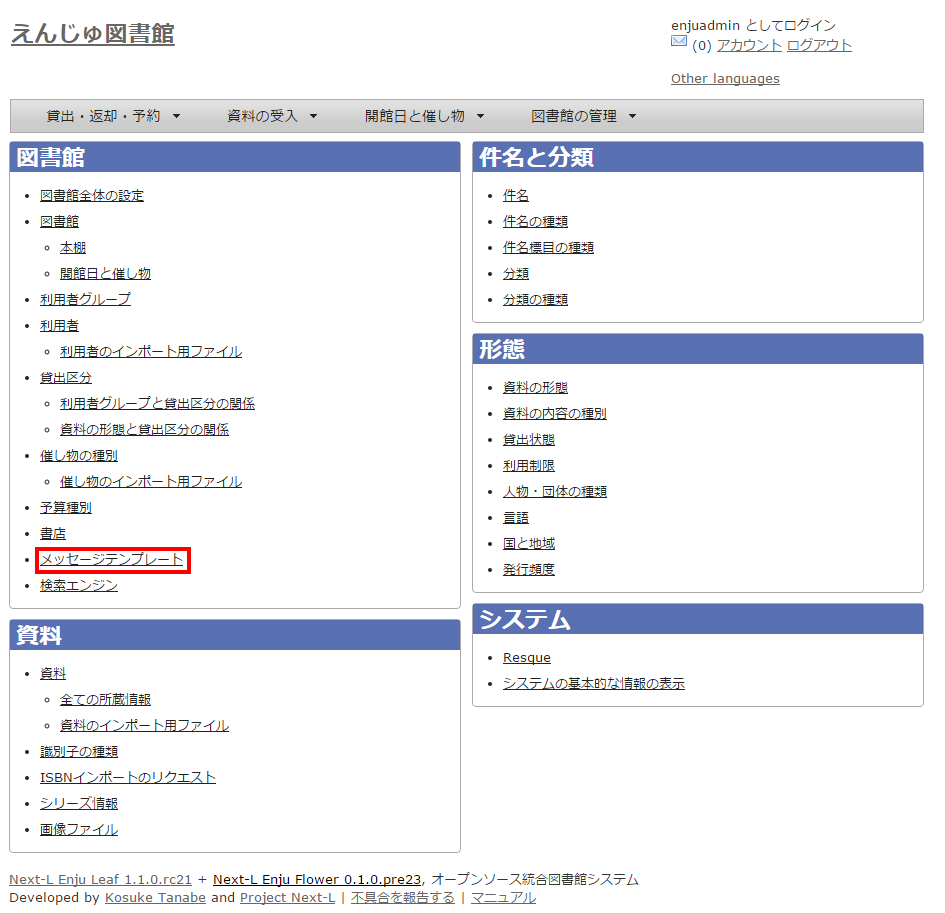 えんじゅ図書館
enjuadmin としてログイン
(0) アカウント ログアウト
Other languages
貸出・返却・予約 資料の受入 開館日と催し物 図書館の管理
図書館
図書館全体の設定
図書館
本棚
開館日と催し物
利用者グループ
利用者
利用者のインポート用ファイル
貸出区分
利用者グループと貸出区分の関係
資料の形態と貸出区分の関係
催し物の種別
催し物のインポート用ファイル
予算種別
書店
メッセージテンプレート
検索エンジン
資料
資料
全ての所蔵情報
資料のインポート用ファイル
識別子の種類
ISBNインポートのリクエスト
シリーズ情報
画像ファイル
件名と分類
件名
件名の種類
件名標目の種類
分類
分類の種類
形態
資料の形態
資料の内容の種別
貸出状態
利用制限
人物・団体の種類
言語
国と地域
発行頻度
システム
Resque
システムの基本的な情報の表示
Next-L Enju Leaf 1.1.0.rc21 + Next-L Enju Flower 0.1.0.pre23, オープンソース統合図書館システム
Developed by Kosuke Tanabe and Project Next-L | 不具合を報告する | マニュアル